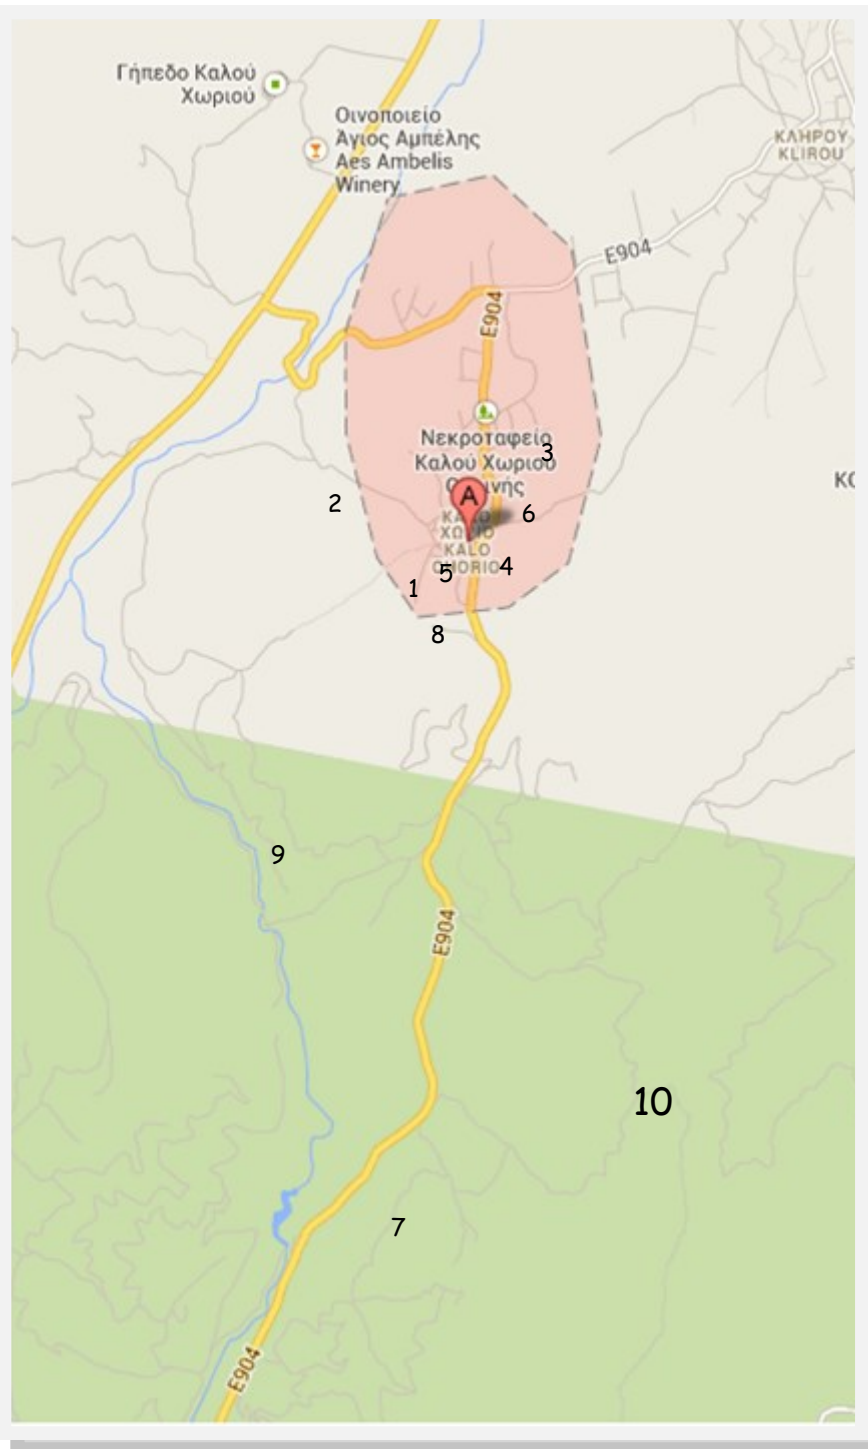 Γήπεδο Καλού
Χωριού
Οινοποιείο
Άγιος Αμπέλης
Aes Ambelis
Winery
ΚΛΗΡΟΥ
KLIROU
E904
E904
Νεκροταφείο
Καλού Χωριού
3
2
A
6
ΧΩΡΙΟ
KALO
CHORIO
5
4
1
8
9
E904
10
7
E904